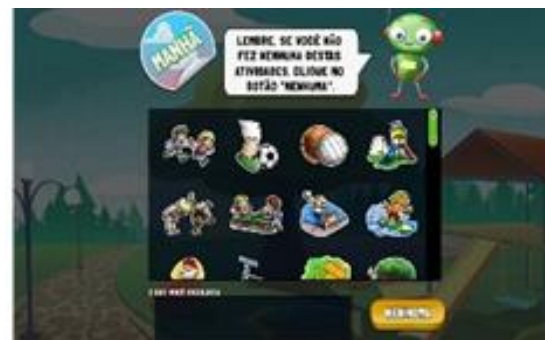 MANHÃ
LEMBRE, SE VOCÊ NÃO
FEZ NENHUMA DESTAS
ATIVIDADES, CLIQUE NO
BOTÃO "NENHUMA".
NENHUMA